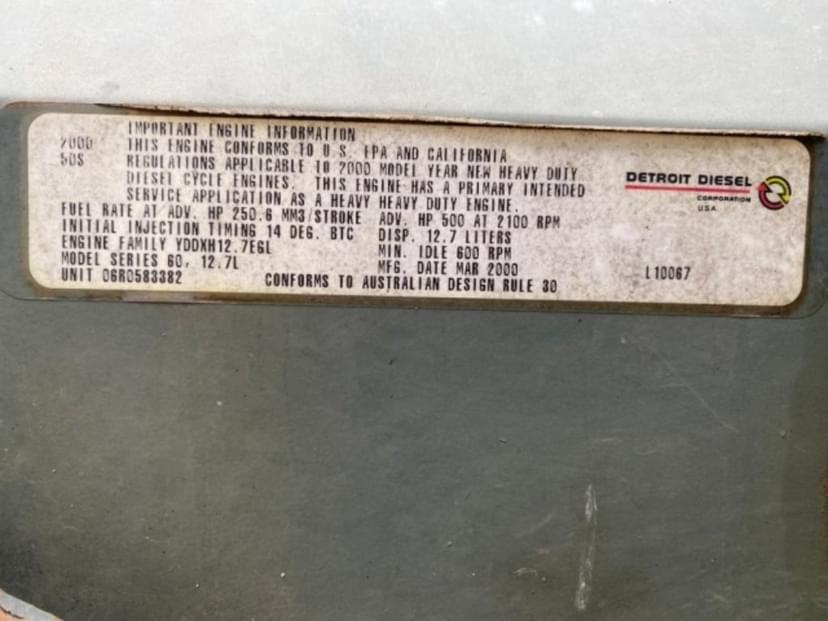 IMPORTANT ENGINE INFORMATION
2000 THIS ENGINE CONFORMS TO U.S. EPA AND CALIFORNIA
50S REGULATIONS APPLICABLE TO 2000 MODEL YEAR NEW HEAVY DUTY
DIESEL CYCLE ENGINES. THIS ENGINE HAS A PRIMARY INTENDED
SERVICE APPLICATION AS A HEAVY HEAVY DUTY ENGINE.
FUEL RATE AT ADV. HP 250.6 MM3/STROKE ADV. HP 500 AT 2100 RPM
INITIAL INJECTION TIMING 14 DEG. BTC DISP. 12.7 LITERS
ENGINE FAMILY YDDXH12.7EGL MIN. IDLE 600 RPM
MODEL SERIES 60, 12.7L MFG. DATE MAR 2000
UNIT 06R0583382 CONFORMS TO AUSTRALIAN DESIGN RULE 30
DETROIT DIESEL
CORPORATION
U.S.A.
L10067